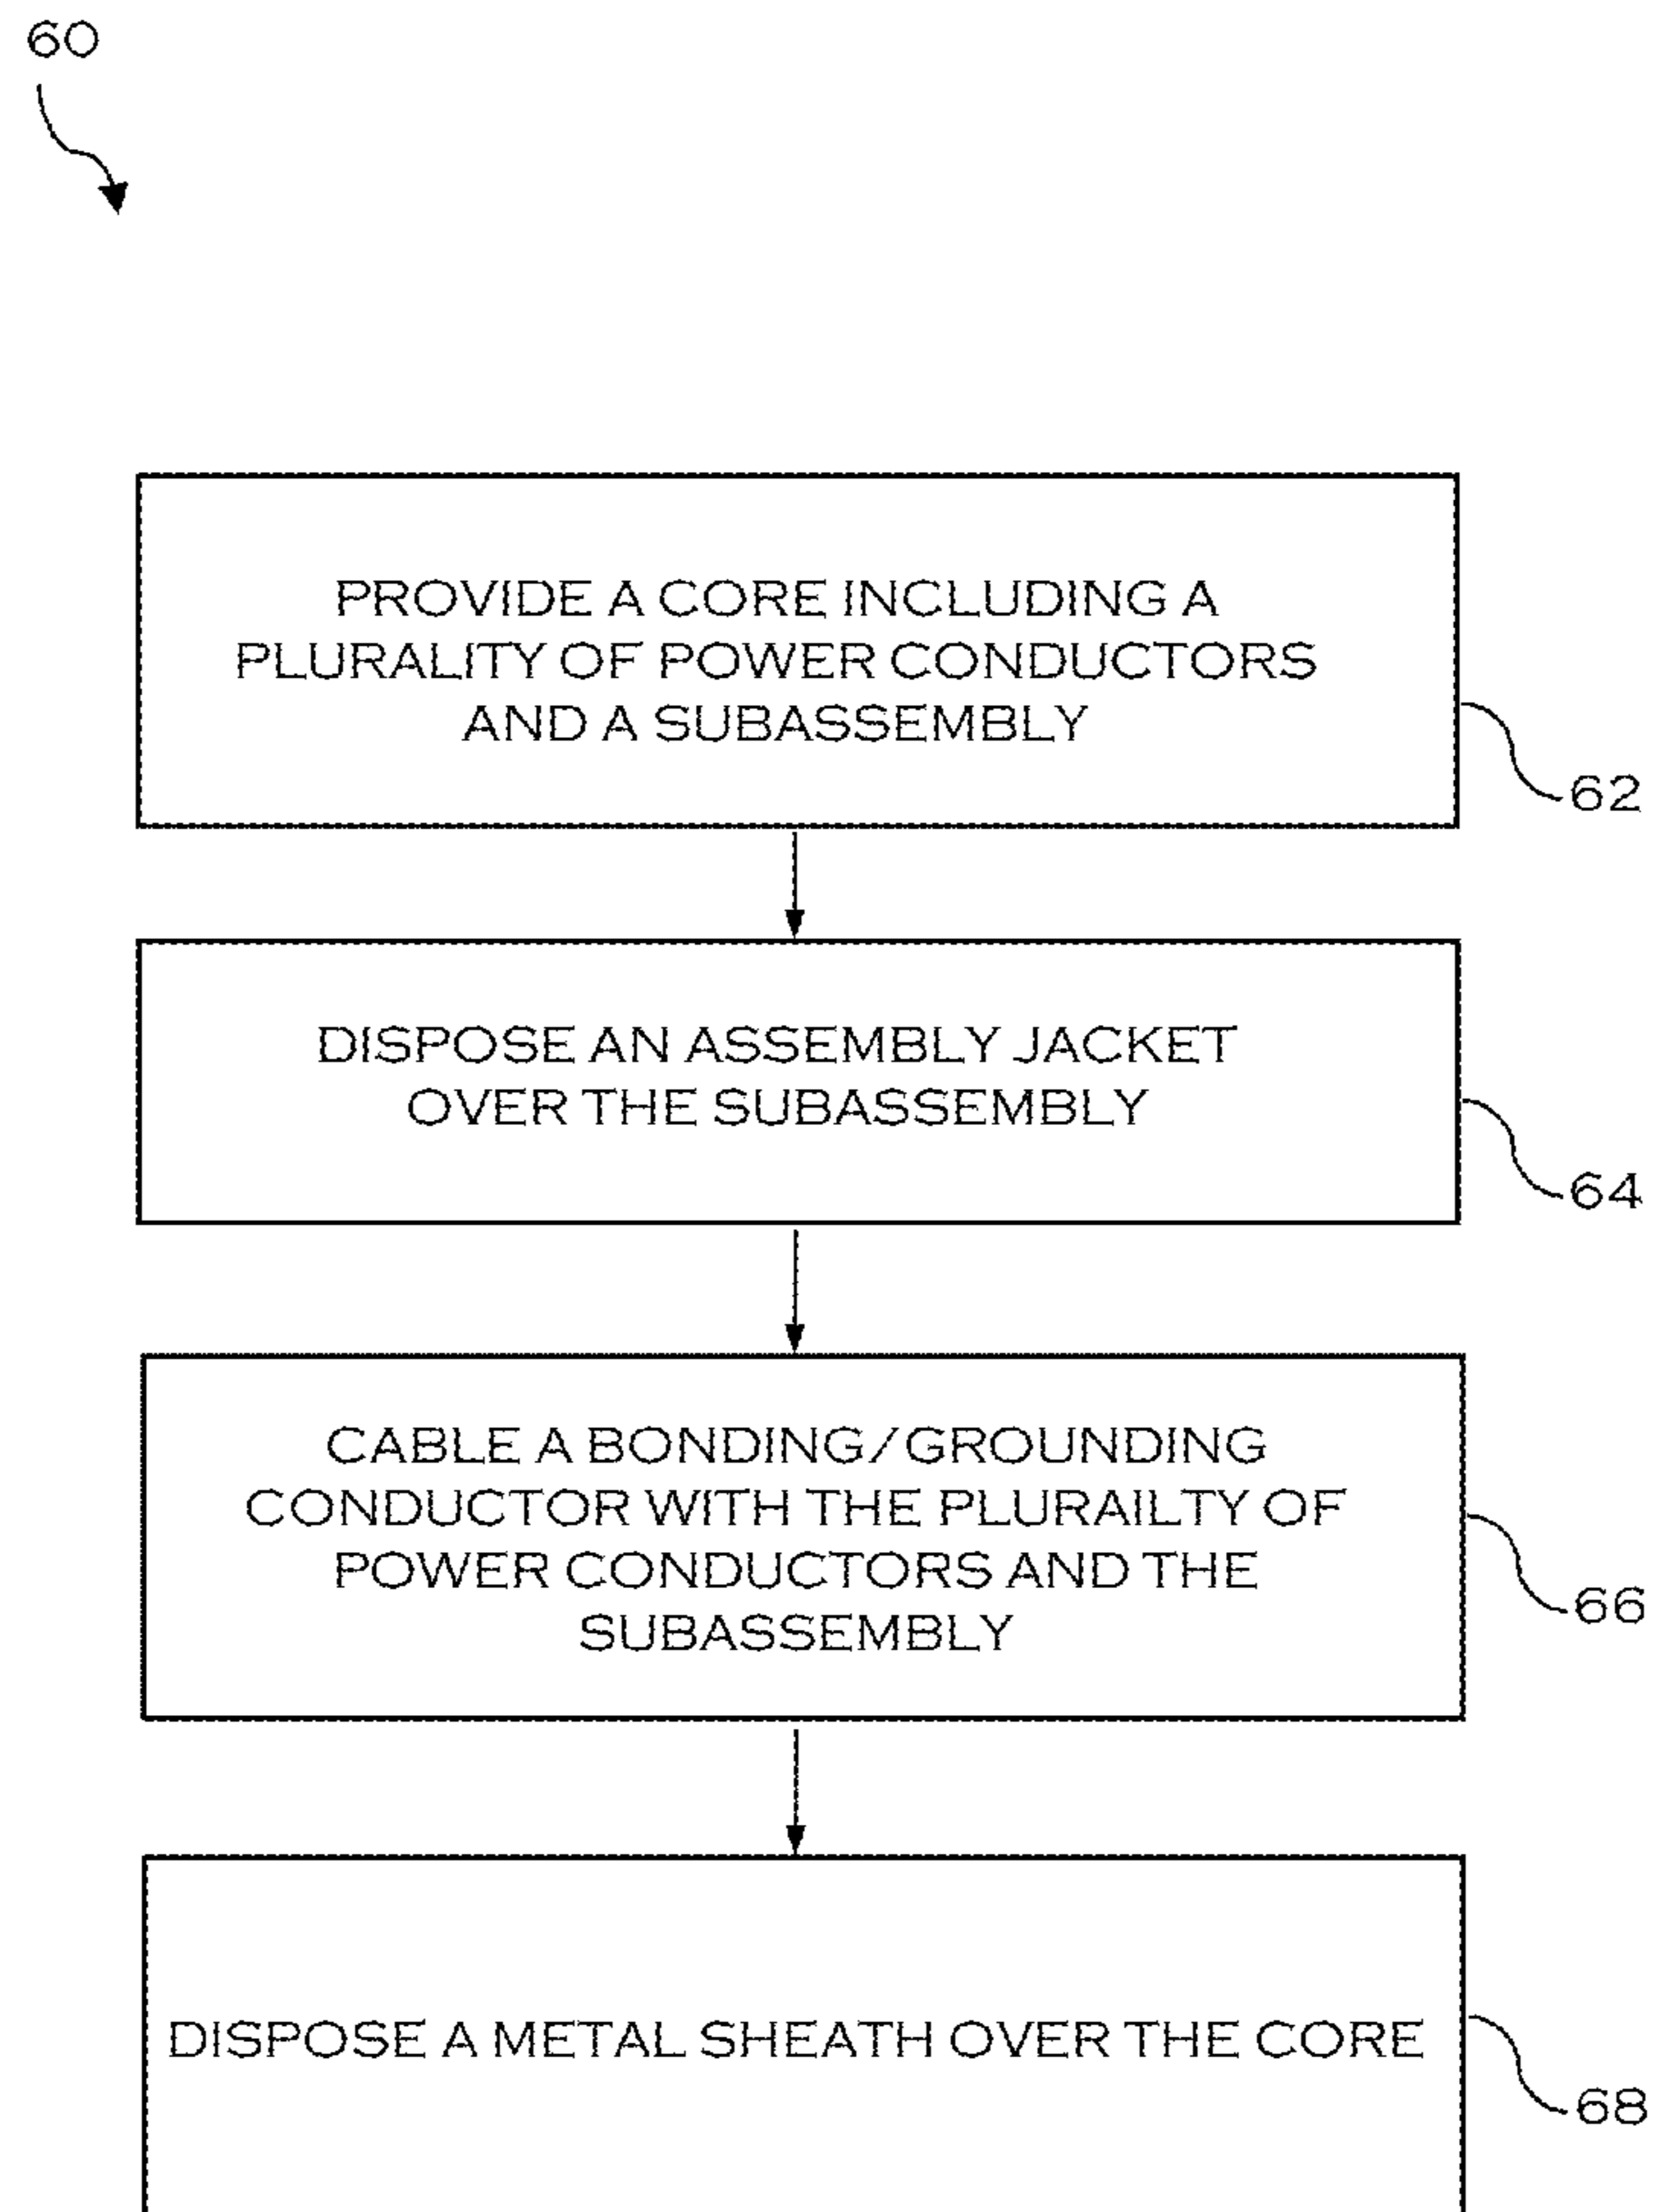 60
PROVIDE A CORE INCLUDING A
PLURALITY OF POWER CONDUCTORS
AND A SUBASSEMBLY
62
DISPOSE AN ASSEMBLY JACKET
OVER THE SUBASSEMBLY
64
CABLE A BONDING/GROUNDING
CONDUCTOR WITH THE PLURAILTY OF
POWER CONDUCTORS AND THE
SUBASSEMBLY
66
DISPOSE A METAL SHEATH OVER THE CORE
68